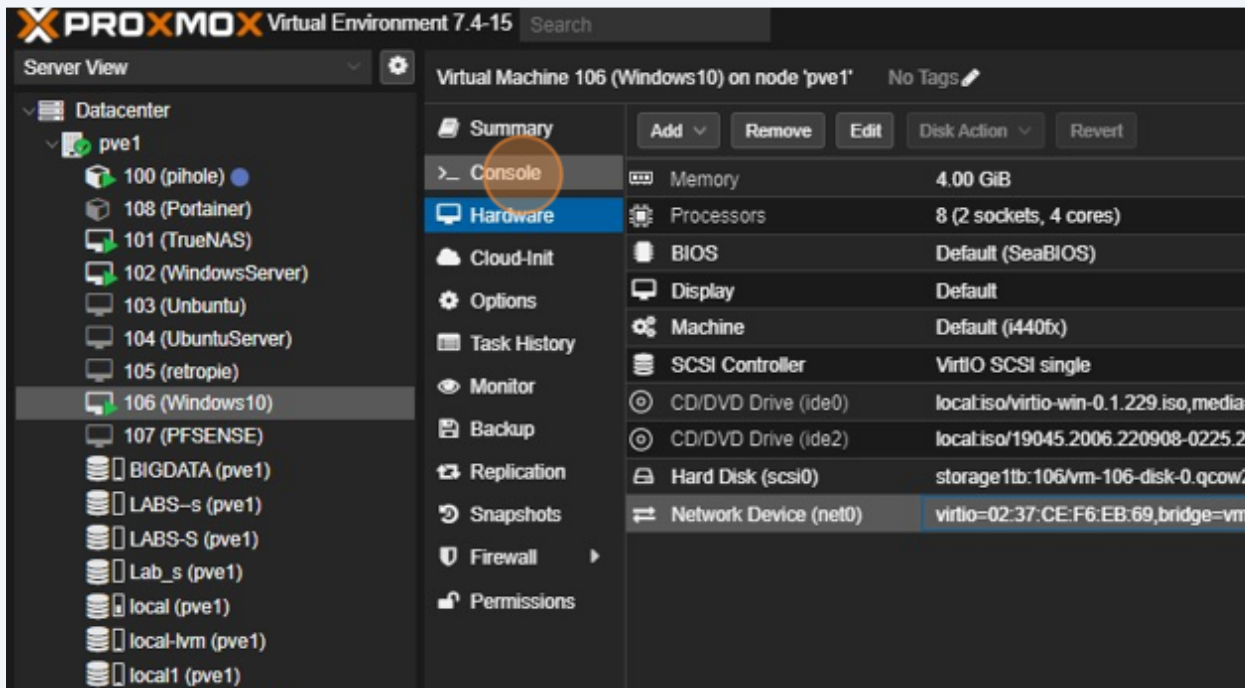 PROXMOX Virtual Environment 7.4-15 Search
Server View
Datacenter
pve1
100 (pihole)
108 (Portainer)
101 (TrueNAS)
102 (WindowsServer)
103 (Unbuntu)
104 (UbuntuServer)
105 (retropie)
106 (Windows10)
107 (PFSENSE)
BIGDATA (pve1)
LABS--s (pve1)
LABS-S (pve1)
Lab_s (pve1)
local (pve1)
local-lvm (pve1)
local1 (pve1)
Virtual Machine 106 (Windows10) on node 'pve1' No Tags
Summary
>_ Console
Hardware
Cloud-Init
Options
Task History
Monitor
Backup
Replication
Snapshots
Firewall
Permissions
Add Remove Edit Disk Action Revert
Memory 4.00 GiB
Processors 8 (2 sockets, 4 cores)
BIOS Default (SeaBIOS)
Display Default
Machine Default (i440fx)
SCSI Controller VirtIO SCSI single
CD/DVD Drive (ide0) local:iso/virtio-win-0.1.229.iso,media
CD/DVD Drive (ide2) local:iso/19045.2006.220908-0225.2
Hard Disk (scsi0) storage1tb:106/vm-106-disk-0.qcow2
Network Device (net0) virtio=02:37:CE:F6:EB:69,bridge=vm